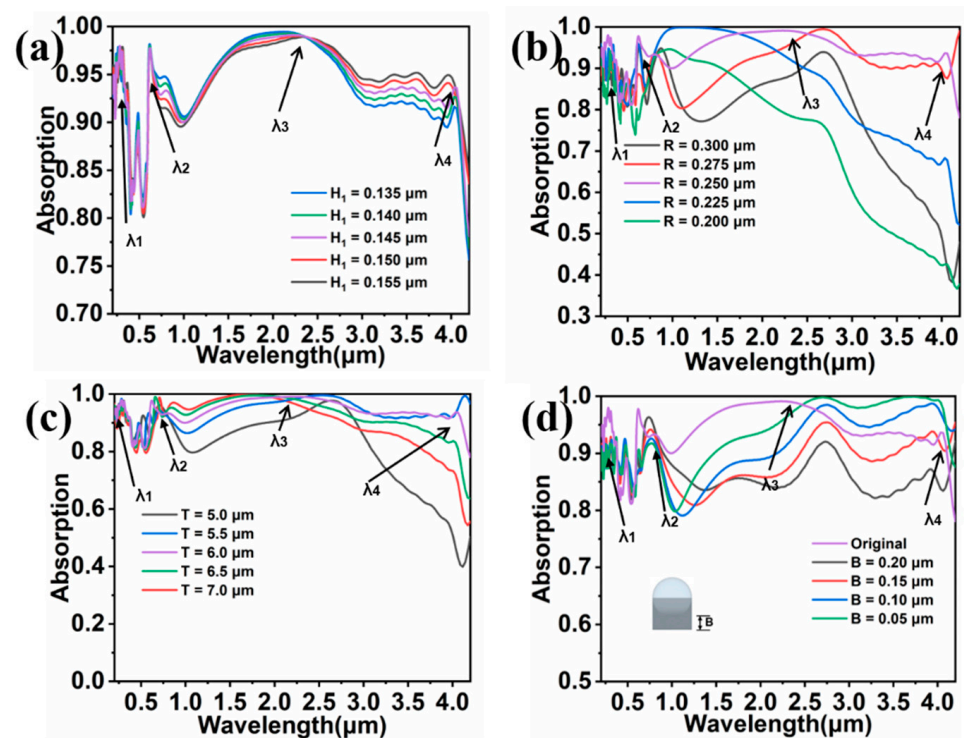 (a)
Absorption
1.00
0.95
0.90
0.85
0.80
0.75
0.70
λ1
λ2
λ3
λ4
H₁ = 0.135 μm
H₁ = 0.140 μm
H₁ = 0.145 μm
H₁ = 0.150 μm
H₁ = 0.155 μm
0.5 1.0 1.5 2.0 2.5 3.0 3.5 4.0
Wavelength(μm)
(b)
Absorption
1.0
0.9
0.8
0.7
0.6
0.5
0.4
0.3
λ1
λ2
λ3
λ4
R = 0.300 μm
R = 0.275 μm
R = 0.250 μm
R = 0.225 μm
R = 0.200 μm
0.5 1.0 1.5 2.0 2.5 3.0 3.5 4.0
Wavelength(μm)
(c)
Absorption
1.0
0.8
0.6
0.4
0.2
0.0
λ1
λ2
λ3
λ4
T = 5.0 μm
T = 5.5 μm
T = 6.0 μm
T = 6.5 μm
T = 7.0 μm
0.5 1.0 1.5 2.0 2.5 3.0 3.5 4.0
Wavelength(μm)
(d)
Absorption
1.0
0.9
0.8
0.7
0.6
0.5
λ1
λ2
λ3
λ4
Original
B = 0.20 μm
B = 0.15 μm
B = 0.10 μm
B = 0.05 μm
B
0.5 1.0 1.5 2.0 2.5 3.0 3.5 4.0
Wavelength(μm)